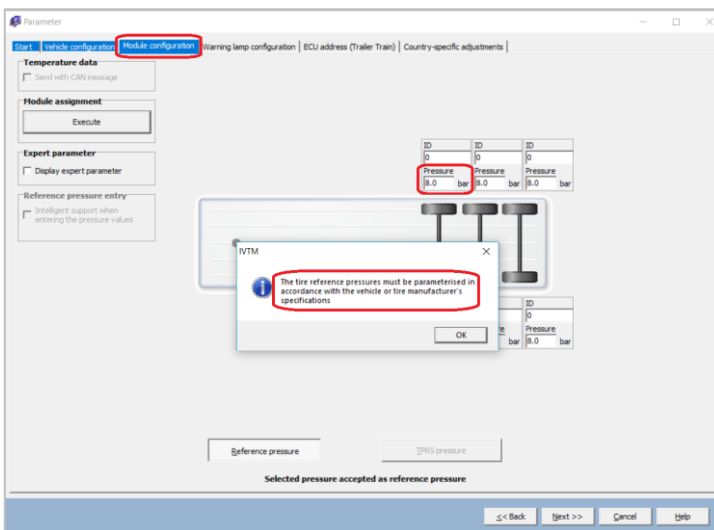 Parameter
Start Vehicle configuration Module configuration Warning lamp configuration ECU address (Trailer Train) Country-specific adjustments
Temperature data
Send with CAN message
Module assignment
Execute
Expert parameter
Display expert parameter
Reference pressure entry
Intelligent support when
entering the pressure values
ID ID ID
0 0 0
Pressure Pressure Pressure
8.0 bar 8.0 bar 8.0 bar
IVTM
The tire reference pressures must be parameterised in
accordance with the vehicle or tire manufacturer's
specifications
OK
ID
0
Pressure
bar 8.0 bar
Reference pressure TPRS pressure
Selected pressure accepted as reference pressure
<< Back Next >> Cancel Help